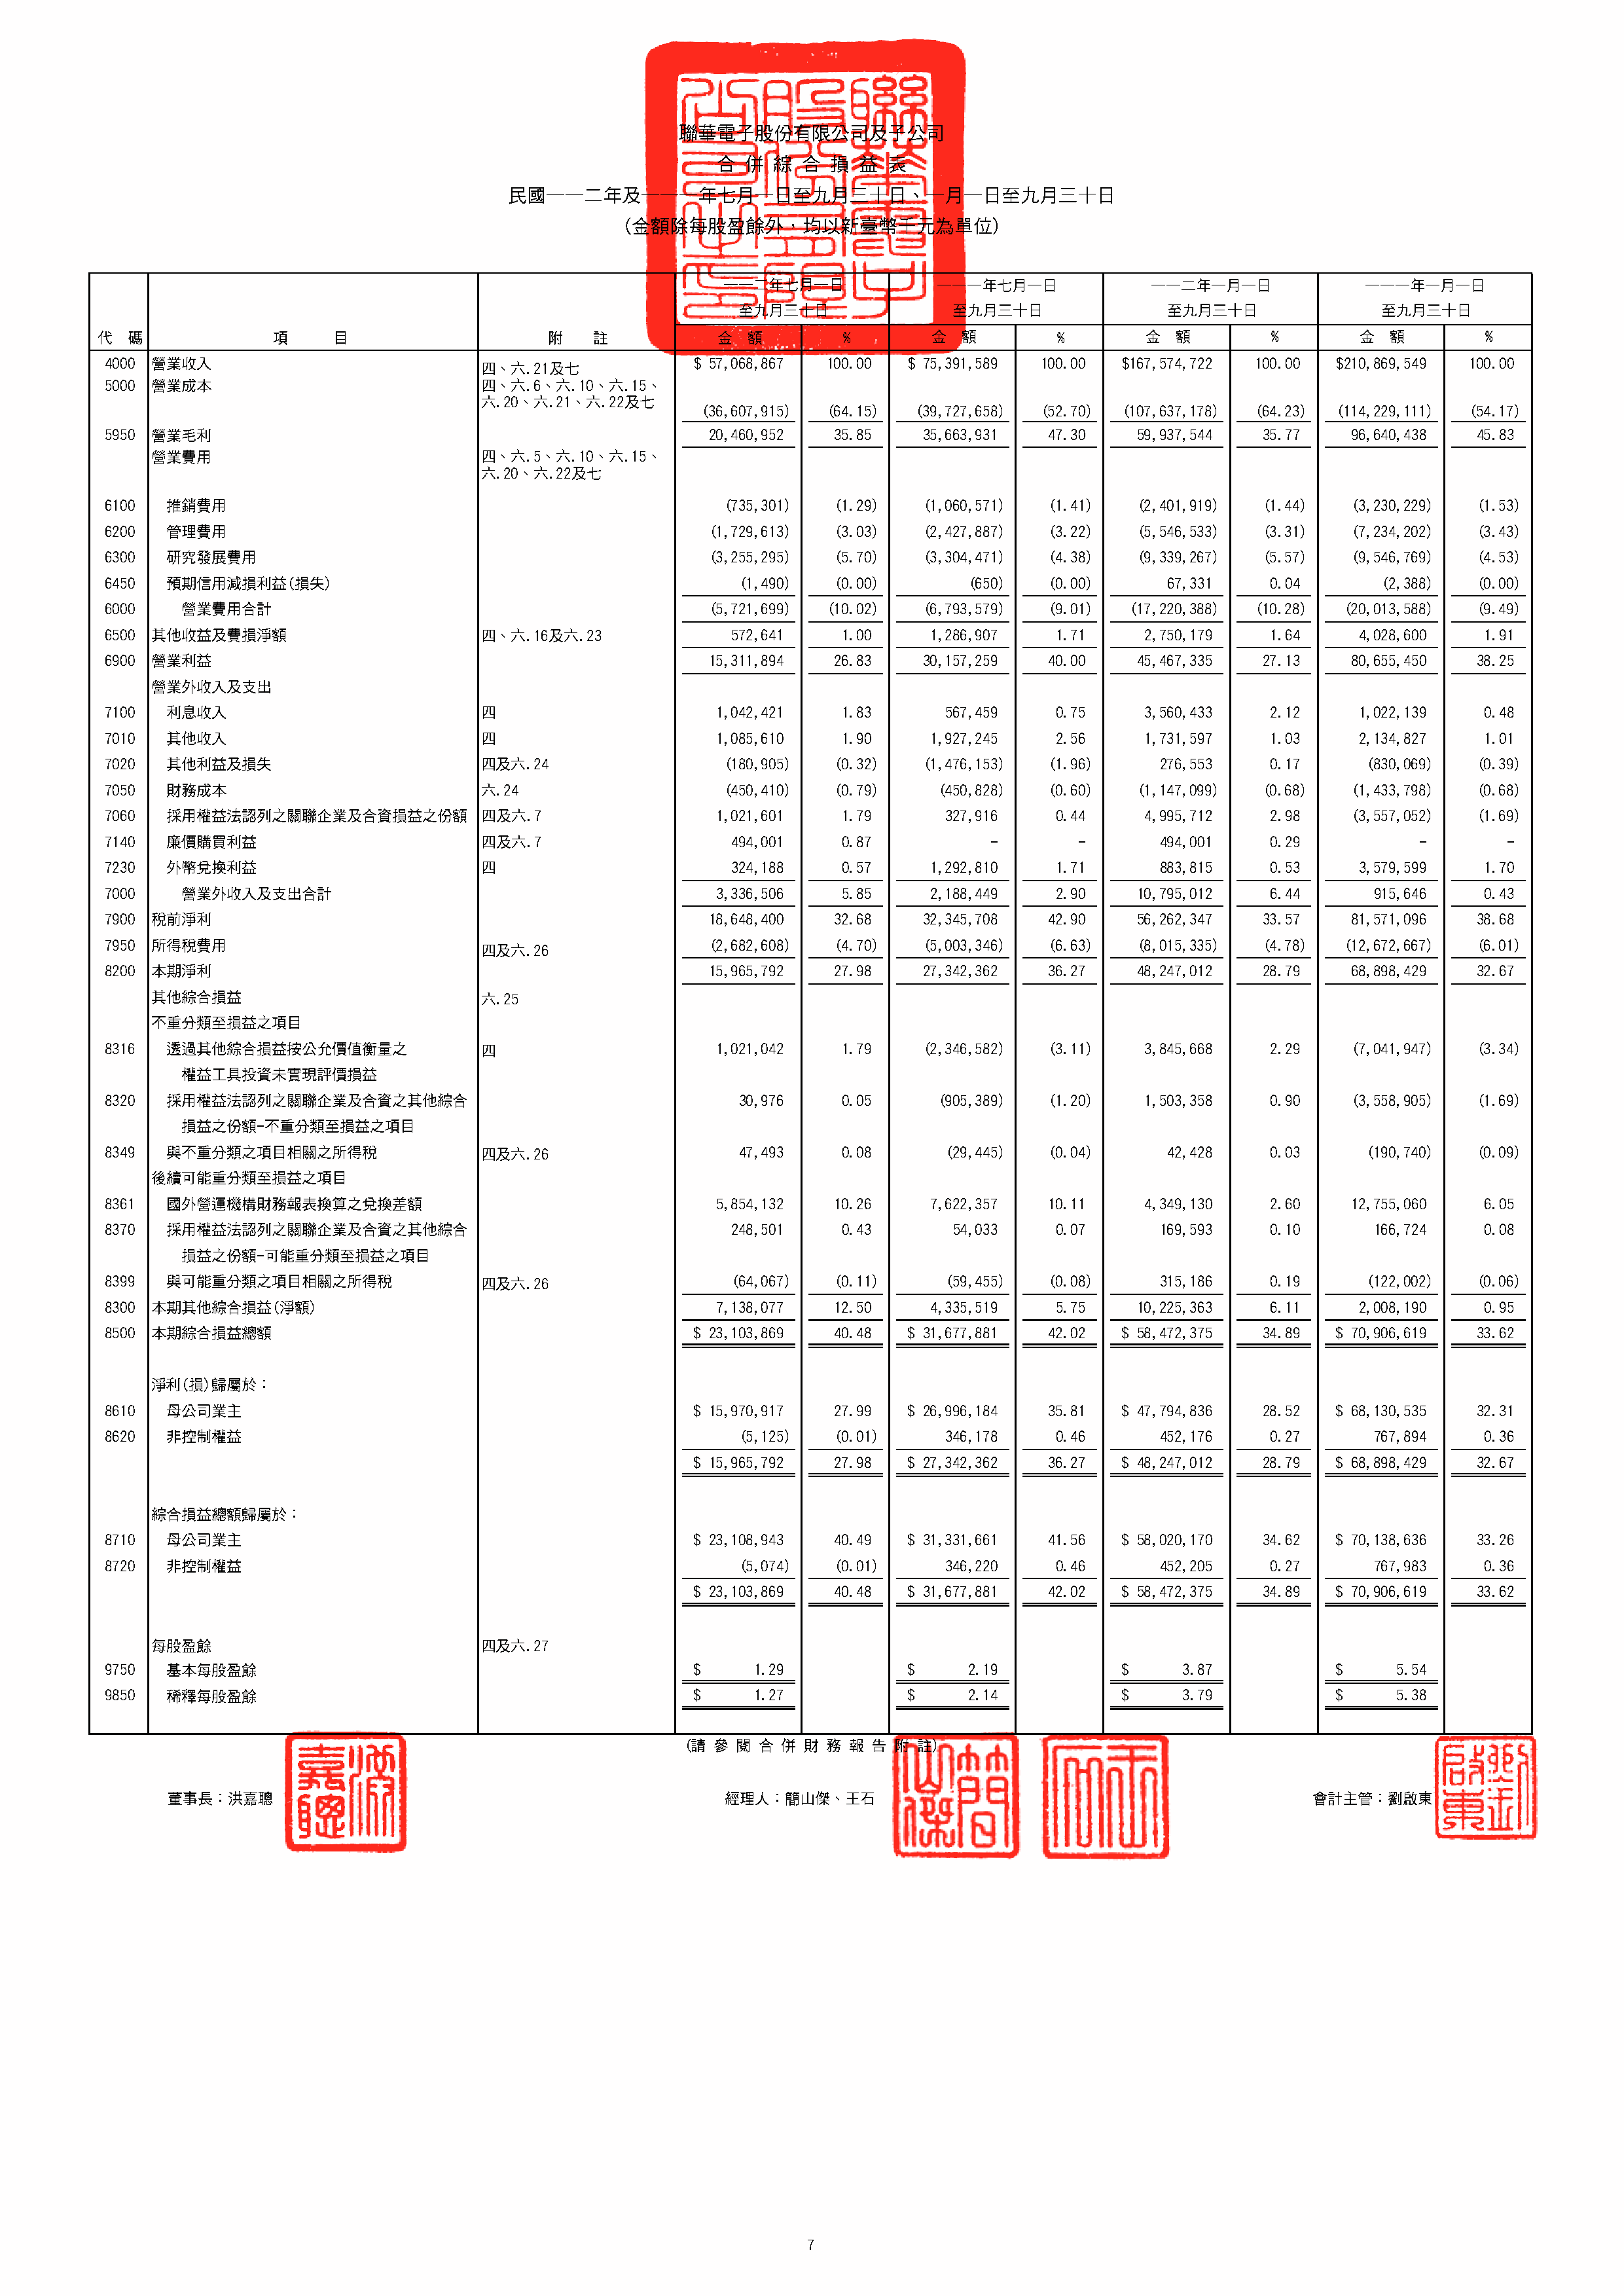 聯華電子股份有限公司及子公司
合併綜合損益表
民國一一二年及一一一年七月一日至九月三十日、一月一日至九月三十日
(金額除每股盈餘外，均以新臺幣千元為單位)
一一二年七月一日 一一一年七月一日 一一二年一月一日 一一一年一月一日
至九月三十日 至九月三十日 至九月三十日 至九月三十日
代 碼 項 目 附 註 金 額 % 金 額 % 金 額 % 金 額 %
4000 營業收入 四、六.21及七 $ 57,068,867 100.00 $ 75,391,589 100.00 $167,574,722 100.00 $210,869,549 100.00
5000 營業成本 四、六.6、六.10、六.15、
六.20、六.21、六.22及七 (36,607,915) (64.15) (39,727,658) (52.70) (107,637,178) (64.23) (114,229,111) (54.17)
5950 營業毛利 20,460,952 35.85 35,663,931 47.30 59,937,544 35.77 96,640,438 45.83
營業費用 四、六.5、六.10、六.15、
六.20、六.22及七
6100 推銷費用 (735,301) (1.29) (1,060,571) (1.41) (2,401,919) (1.44) (3,230,229) (1.53)
6200 管理費用 (1,729,613) (3.03) (2,427,887) (3.22) (5,546,533) (3.31) (7,234,202) (3.43)
6300 研究發展費用 (3,255,295) (5.70) (3,304,471) (4.38) (9,339,267) (5.57) (9,546,769) (4.53)
6450 預期信用減損利益(損失) (1,490) (0.00) (650) (0.00) 67,331 0.04 (2,388) (0.00)
6000 營業費用合計 (5,721,699) (10.02) (6,793,579) (9.01) (17,220,388) (10.28) (20,013,588) (9.49)
6500 其他收益及費損淨額 四、六.16及六.23 572,641 1.00 1,286,907 1.71 2,750,179 1.64 4,028,600 1.91
6900 營業利益 15,311,894 26.83 30,157,259 40.00 45,467,335 27.13 80,655,450 38.25
營業外收入及支出
7100 利息收入 四 1,042,421 1.83 567,459 0.75 3,560,433 2.12 1,022,139 0.48
7010 其他收入 四 1,085,610 1.90 1,927,245 2.56 1,731,597 1.03 2,134,827 1.01
7020 其他利益及損失 四及六.24 (180,905) (0.32) (1,476,153) (1.96) 276,553 0.17 (830,069) (0.39)
7050 財務成本 六.24 (450,410) (0.79) (450,828) (0.60) (1,147,099) (0.68) (1,433,798) (0.68)
7060 採用權益法認列之關聯企業及合資損益之份額 四及六.7 1,021,601 1.79 327,916 0.44 4,995,712 2.98 (3,557,052) (1.69)
7140 廉價購買利益 四及六.7 494,001 0.87 - - 494,001 0.29 - -
7230 外幣兌換利益 四 324,188 0.57 1,292,810 1.71 883,815 0.53 3,579,599 1.70
7000 營業外收入及支出合計 3,336,506 5.85 2,188,449 2.90 10,795,012 6.44 915,646 0.43
7900 稅前淨利 18,648,400 32.68 32,345,708 42.90 56,262,347 33.57 81,571,096 38.68
7950 所得稅費用 四及六.26 (2,682,608) (4.70) (5,003,346) (6.63) (8,015,335) (4.78) (12,672,667) (6.01)
8200 本期淨利 15,965,792 27.98 27,342,362 36.27 48,247,012 28.79 68,898,429 32.67
其他綜合損益 六.25
不重分類至損益之項目
8316 透過其他綜合損益按公允價值衡量之 四 1,021,042 1.79 (2,346,582) (3.11) 3,845,668 2.29 (7,041,947) (3.34)
權益工具投資未實現評價損益
8320 採用權益法認列之關聯企業及合資之其他綜合 30,976 0.05 (905,389) (1.20) 1,503,358 0.90 (3,558,905) (1.69)
損益之份額-不重分類至損益之項目
8349 與不重分類之項目相關之所得稅 四及六.26 47,493 0.08 (29,445) (0.04) 42,428 0.03 (190,740) (0.09)
後續可能重分類至損益之項目
8361 國外營運機構財務報表換算之兌換差額 5,854,132 10.26 7,622,357 10.11 4,349,130 2.60 12,755,060 6.05
8370 採用權益法認列之關聯企業及合資之其他綜合 248,501 0.43 54,033 0.07 169,593 0.10 166,724 0.08
損益之份額-可能重分類至損益之項目
8399 與可能重分類之項目相關之所得稅 四及六.26 (64,067) (0.11) (59,455) (0.08) 315,186 0.19 (122,002) (0.06)
8300 本期其他綜合損益(淨額) 7,138,077 12.50 4,335,519 5.75 10,225,363 6.11 2,008,190 0.95
8500 本期綜合損益總額 $ 23,103,869 40.48 $ 31,677,881 42.02 $ 58,472,375 34.89 $ 70,906,619 33.62
淨利(損)歸屬於：
8610 母公司業主 $ 15,970,917 27.99 $ 26,996,184 35.81 $ 47,794,836 28.52 $ 68,130,535 32.31
8620 非控制權益 (5,125) (0.01) 346,178 0.46 452,176 0.27 767,894 0.36
$ 15,965,792 27.98 $ 27,342,362 36.27 $ 48,247,012 28.79 $ 68,898,429 32.67
綜合損益總額歸屬於：
8710 母公司業主 $ 23,108,943 40.49 $ 31,331,661 41.56 $ 58,020,170 34.62 $ 70,138,636 33.26
8720 非控制權益 (5,074) (0.01) 346,220 0.46 452,205 0.27 767,983 0.36
$ 23,103,869 40.48 $ 31,677,881 42.02 $ 58,472,375 34.89 $ 70,906,619 33.62
每股盈餘 四及六.27
9750 基本每股盈餘 $ 1.29 $ 2.19 $ 3.87 $ 5.54
9850 稀釋每股盈餘 $ 1.27 $ 2.14 $ 3.79 $ 5.38
(請參閱合併財務報告附註)
董事長：洪嘉聰 經理人：簡山傑、王石 會計主管：劉啟東
7